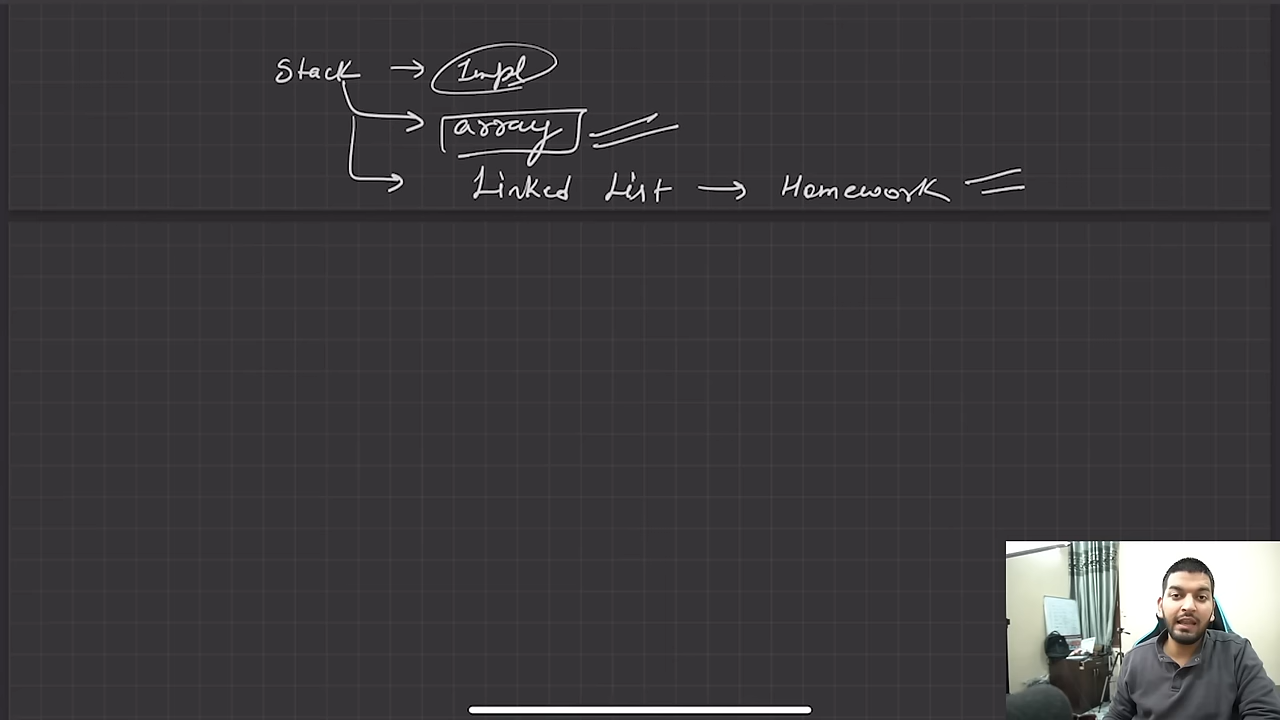 Stack → Impl
→ array
→ Linked List → Homework